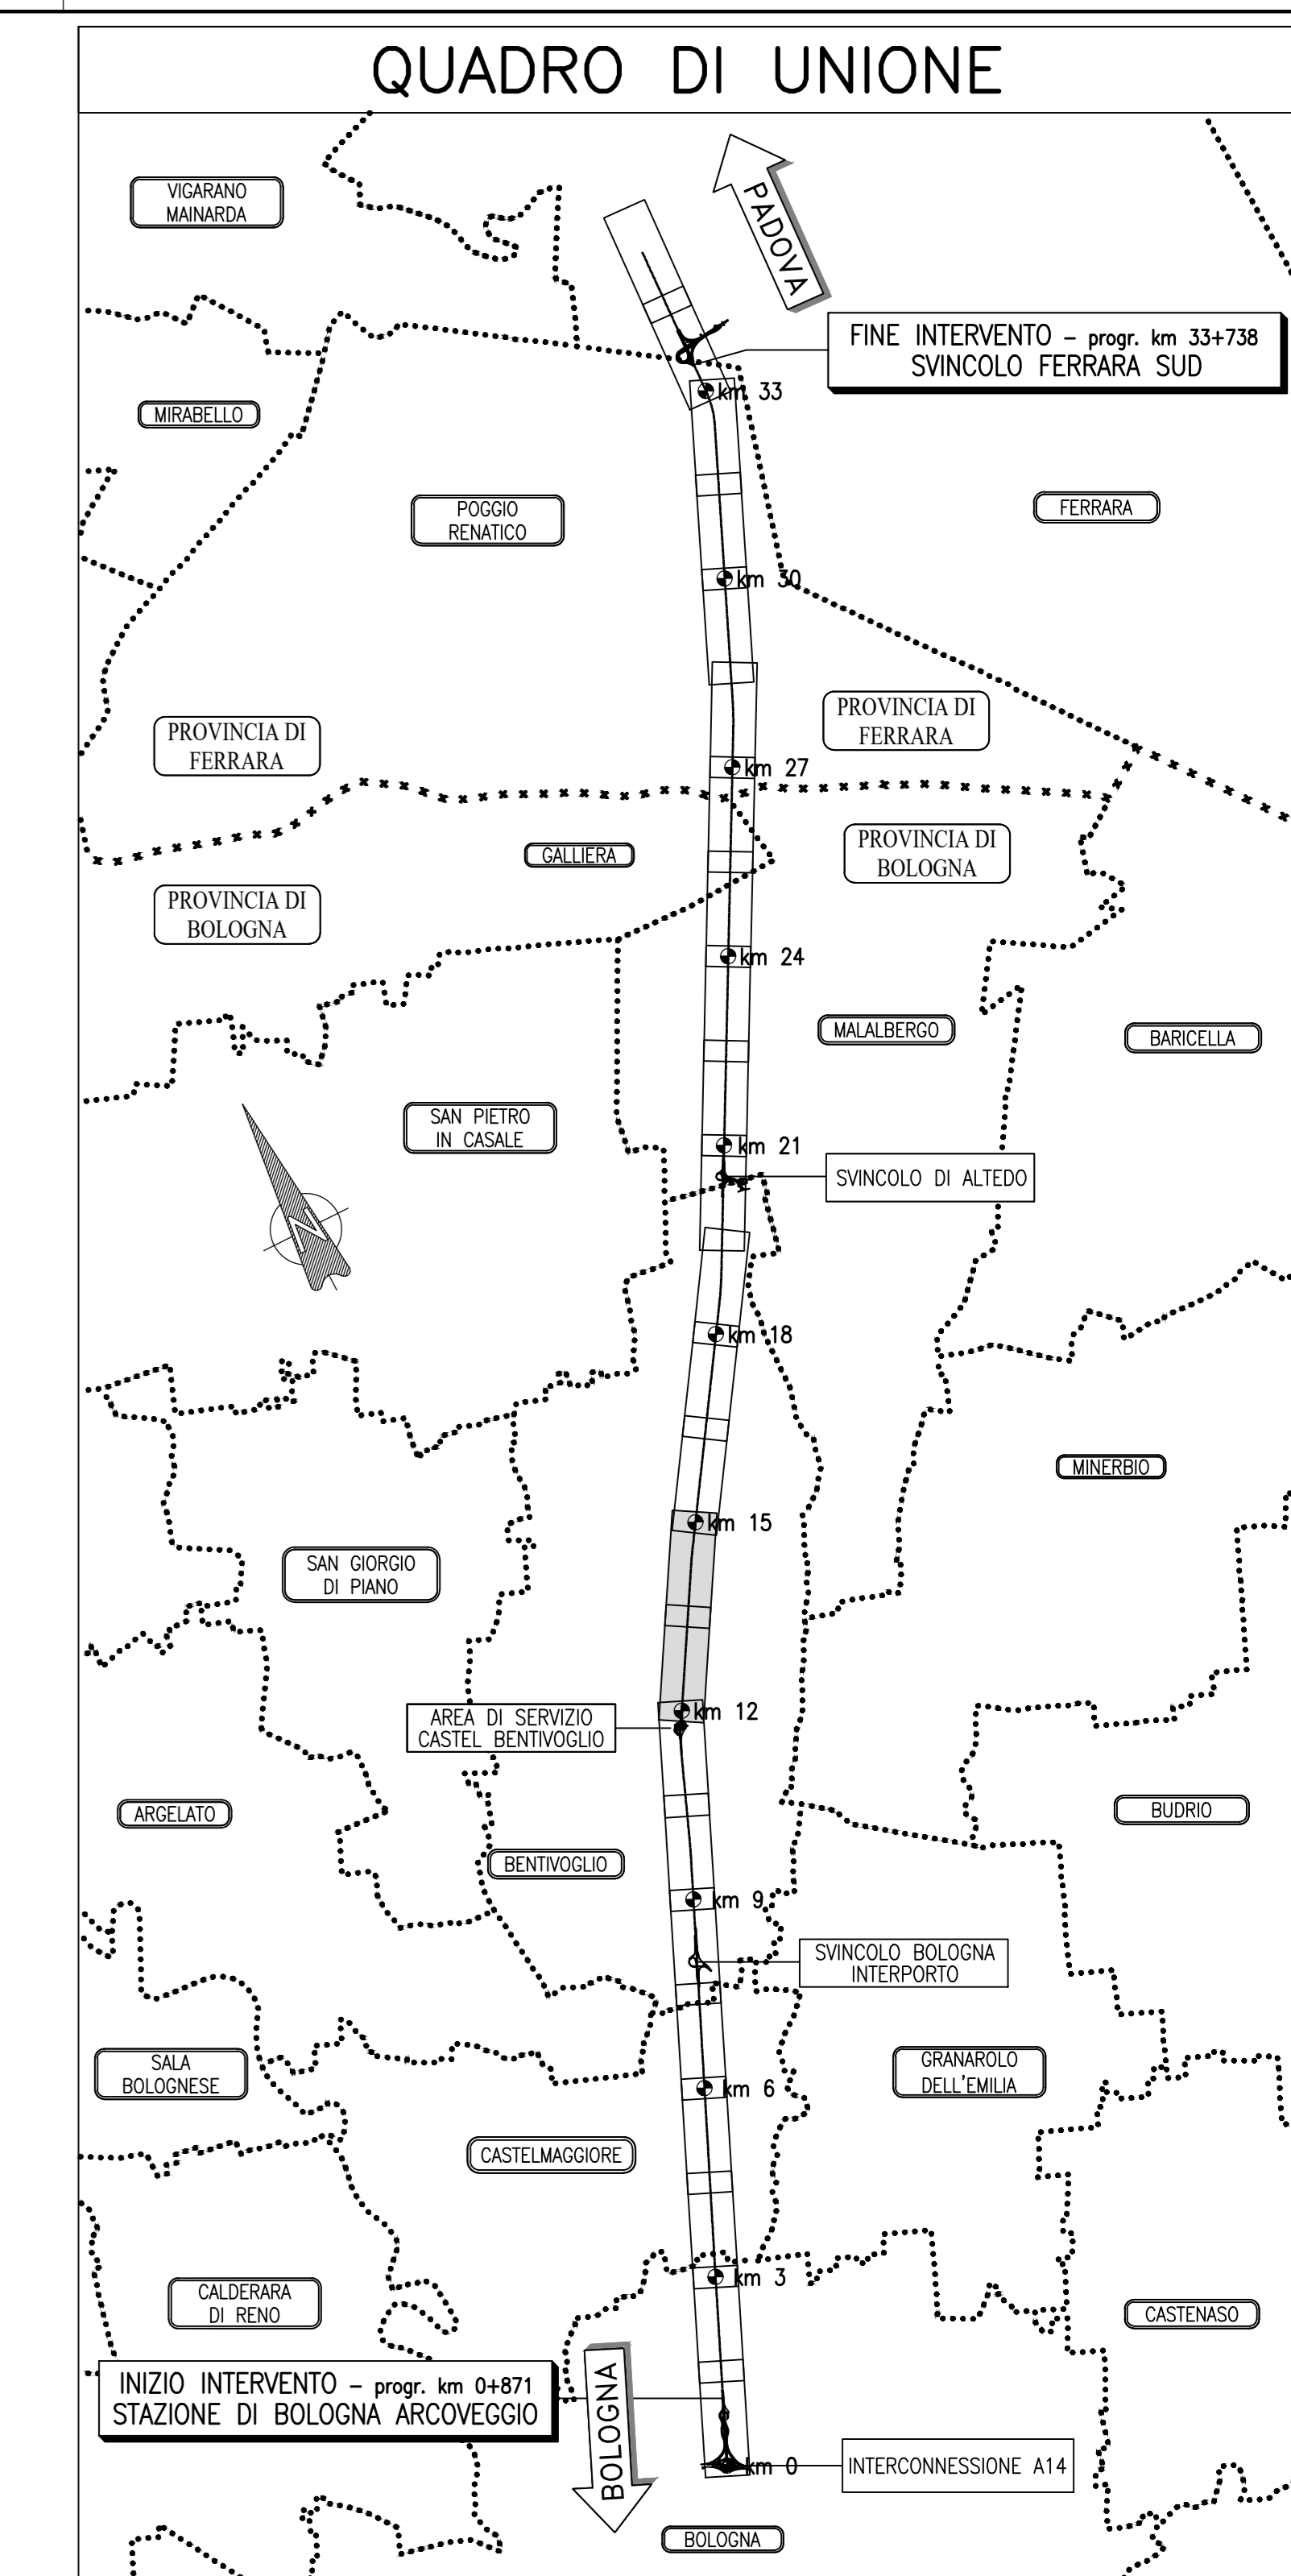 QUADRO DI UNIONE
VIGARANO
MAINARDA
PADOVA
FINE INTERVENTO – progr. km 33+738
SVINCOLO FERRARA SUD
km 33
MIRABELLO
POGGIO
RENATICO
FERRARA
km 30
PROVINCIA DI
FERRARA
PROVINCIA DI
FERRARA
km 27
GALLIERA
PROVINCIA DI
BOLOGNA
PROVINCIA DI
BOLOGNA
km 24
MALALBERGO
BARICELLA
SAN PIETRO
IN CASALE
km 21
SVINCOLO DI ALTEDO
N
km 18
MINERBIO
km 15
SAN GIORGIO
DI PIANO
km 12
AREA DI SERVIZIO
CASTEL BENTIVOGLIO
ARGELATO
BUDRIO
BENTIVOGLIO
km 9
SVINCOLO BOLOGNA
INTERPORTO
SALA
BOLOGNESE
GRANAROLO
DELL'EMILIA
km 6
CASTELMAGGIORE
km 3
CALDERARA
DI RENO
CASTENASO
INIZIO INTERVENTO – progr. km 0+871
STAZIONE DI BOLOGNA ARCOVEGGIO
BOLOGNA
km 0
INTERCONNESSIONE A14
BOLOGNA